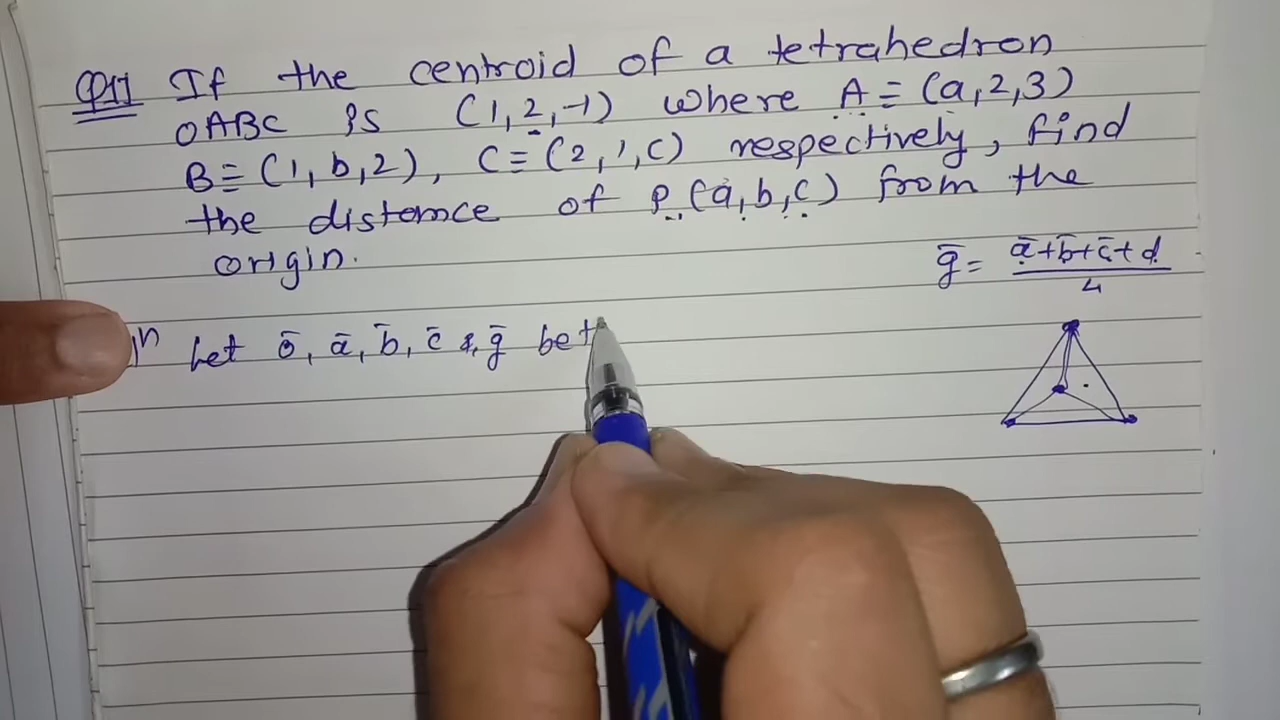 Q11 If the centroid of a tetrahedron
OABC is (1,2,-1) where A ≡ (a,2,3)
B ≡ (1,b,2), C ≡ (2,1,c) respectively, find
the distance of P(a,b,c) from the
origin.
ḡ = (ā+b̄+c̄+d)/4
n Let ō, ā, b̄, c̄ &, ḡ be t